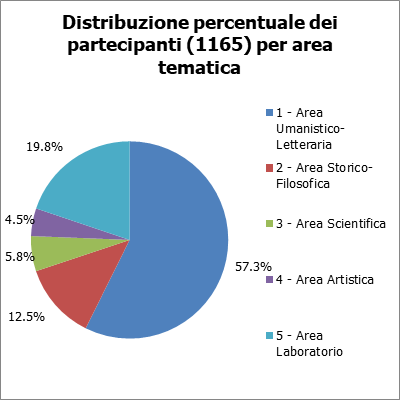 Distribuzione percentuale dei
partecipanti (1165) per area
tematica
19.8%
4.5%
5.8%
12.5%
57.3%
1 - Area
Umanistico-
Letteraria
2 - Area Storico-
Filosofica
3 - Area Scientifica
4 - Area Artistica
5 - Area
Laboratorio